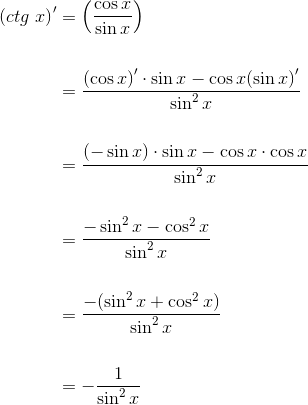 (ctg x)′ = (cos x / sin x)
= ((cos x)′ · sin x − cos x(sin x)′) / sin² x
= ((− sin x) · sin x − cos x · cos x) / sin² x
= (− sin² x − cos² x) / sin² x
= −(sin² x + cos² x) / sin² x
= − 1 / sin² x